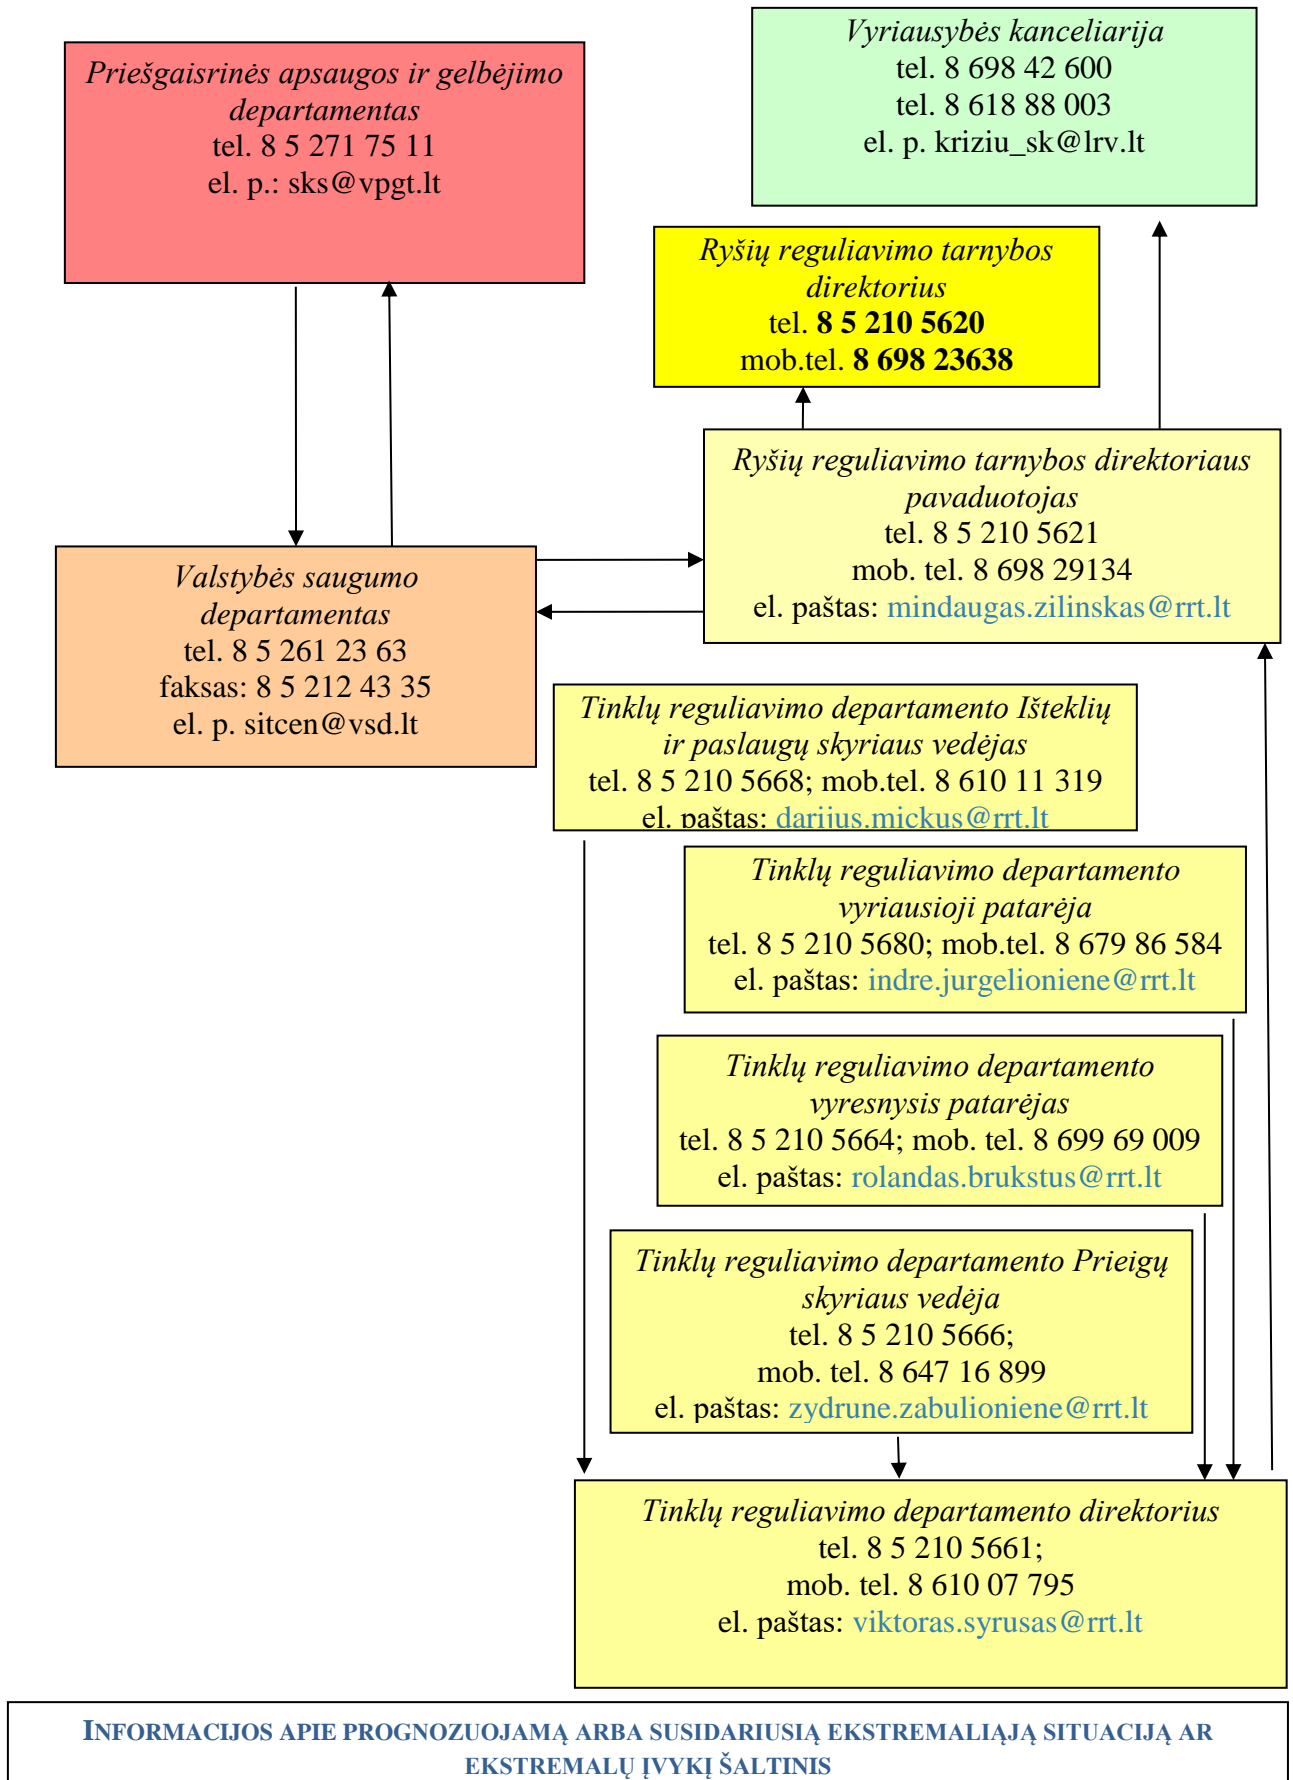 Priešgaisrinės apsaugos ir gelbėjimo
departamentas
tel. 8 5 271 75 11
el. p.: sks@vpgt.lt
Vyriausybės kanceliarija
tel. 8 698 42 600
tel. 8 618 88 003
el. p. kriziu_sk@lrv.lt
Ryšių reguliavimo tarnybos
direktorius
tel. 8 5 210 5620
mob.tel. 8 698 23638
Ryšių reguliavimo tarnybos direktoriaus
pavaduotojas
tel. 8 5 210 5621
mob. tel. 8 698 29134
el. paštas: mindaugas.zilinskas@rrt.lt
Valstybės saugumo
departamentas
tel. 8 5 261 23 63
faksas: 8 5 212 43 35
el. p. sitcen@vsd.lt
Tinklų reguliavimo departamento Išteklių
ir paslaugų skyriaus vedėjas
tel. 8 5 210 5668; mob.tel. 8 610 11 319
el. paštas: darijus.mickus@rrt.lt
Tinklų reguliavimo departamento
vyriausioji patarėja
tel. 8 5 210 5680; mob.tel. 8 679 86 584
el. paštas: indre.jurgelioniene@rrt.lt
Tinklų reguliavimo departamento
vyresnysis patarėjas
tel. 8 5 210 5664; mob. tel. 8 699 69 009
el. paštas: rolandas.brukstus@rrt.lt
Tinklų reguliavimo departamento Prieigų
skyriaus vedėja
tel. 8 5 210 5666;
mob. tel. 8 647 16 899
el. paštas: zydrune.zabulioniene@rrt.lt
Tinklų reguliavimo departamento direktorius
tel. 8 5 210 5661;
mob. tel. 8 610 07 795
el. paštas: viktoras.syrusas@rrt.lt
INFORMACIJOS APIE PROGNOZUOJAMĄ ARBA SUSIDARIUSIĄ EKSTREMALIĄJĄ SITUACIJĄ AR
EKSTREMALŲ ĮVYKĮ ŠALTINIS